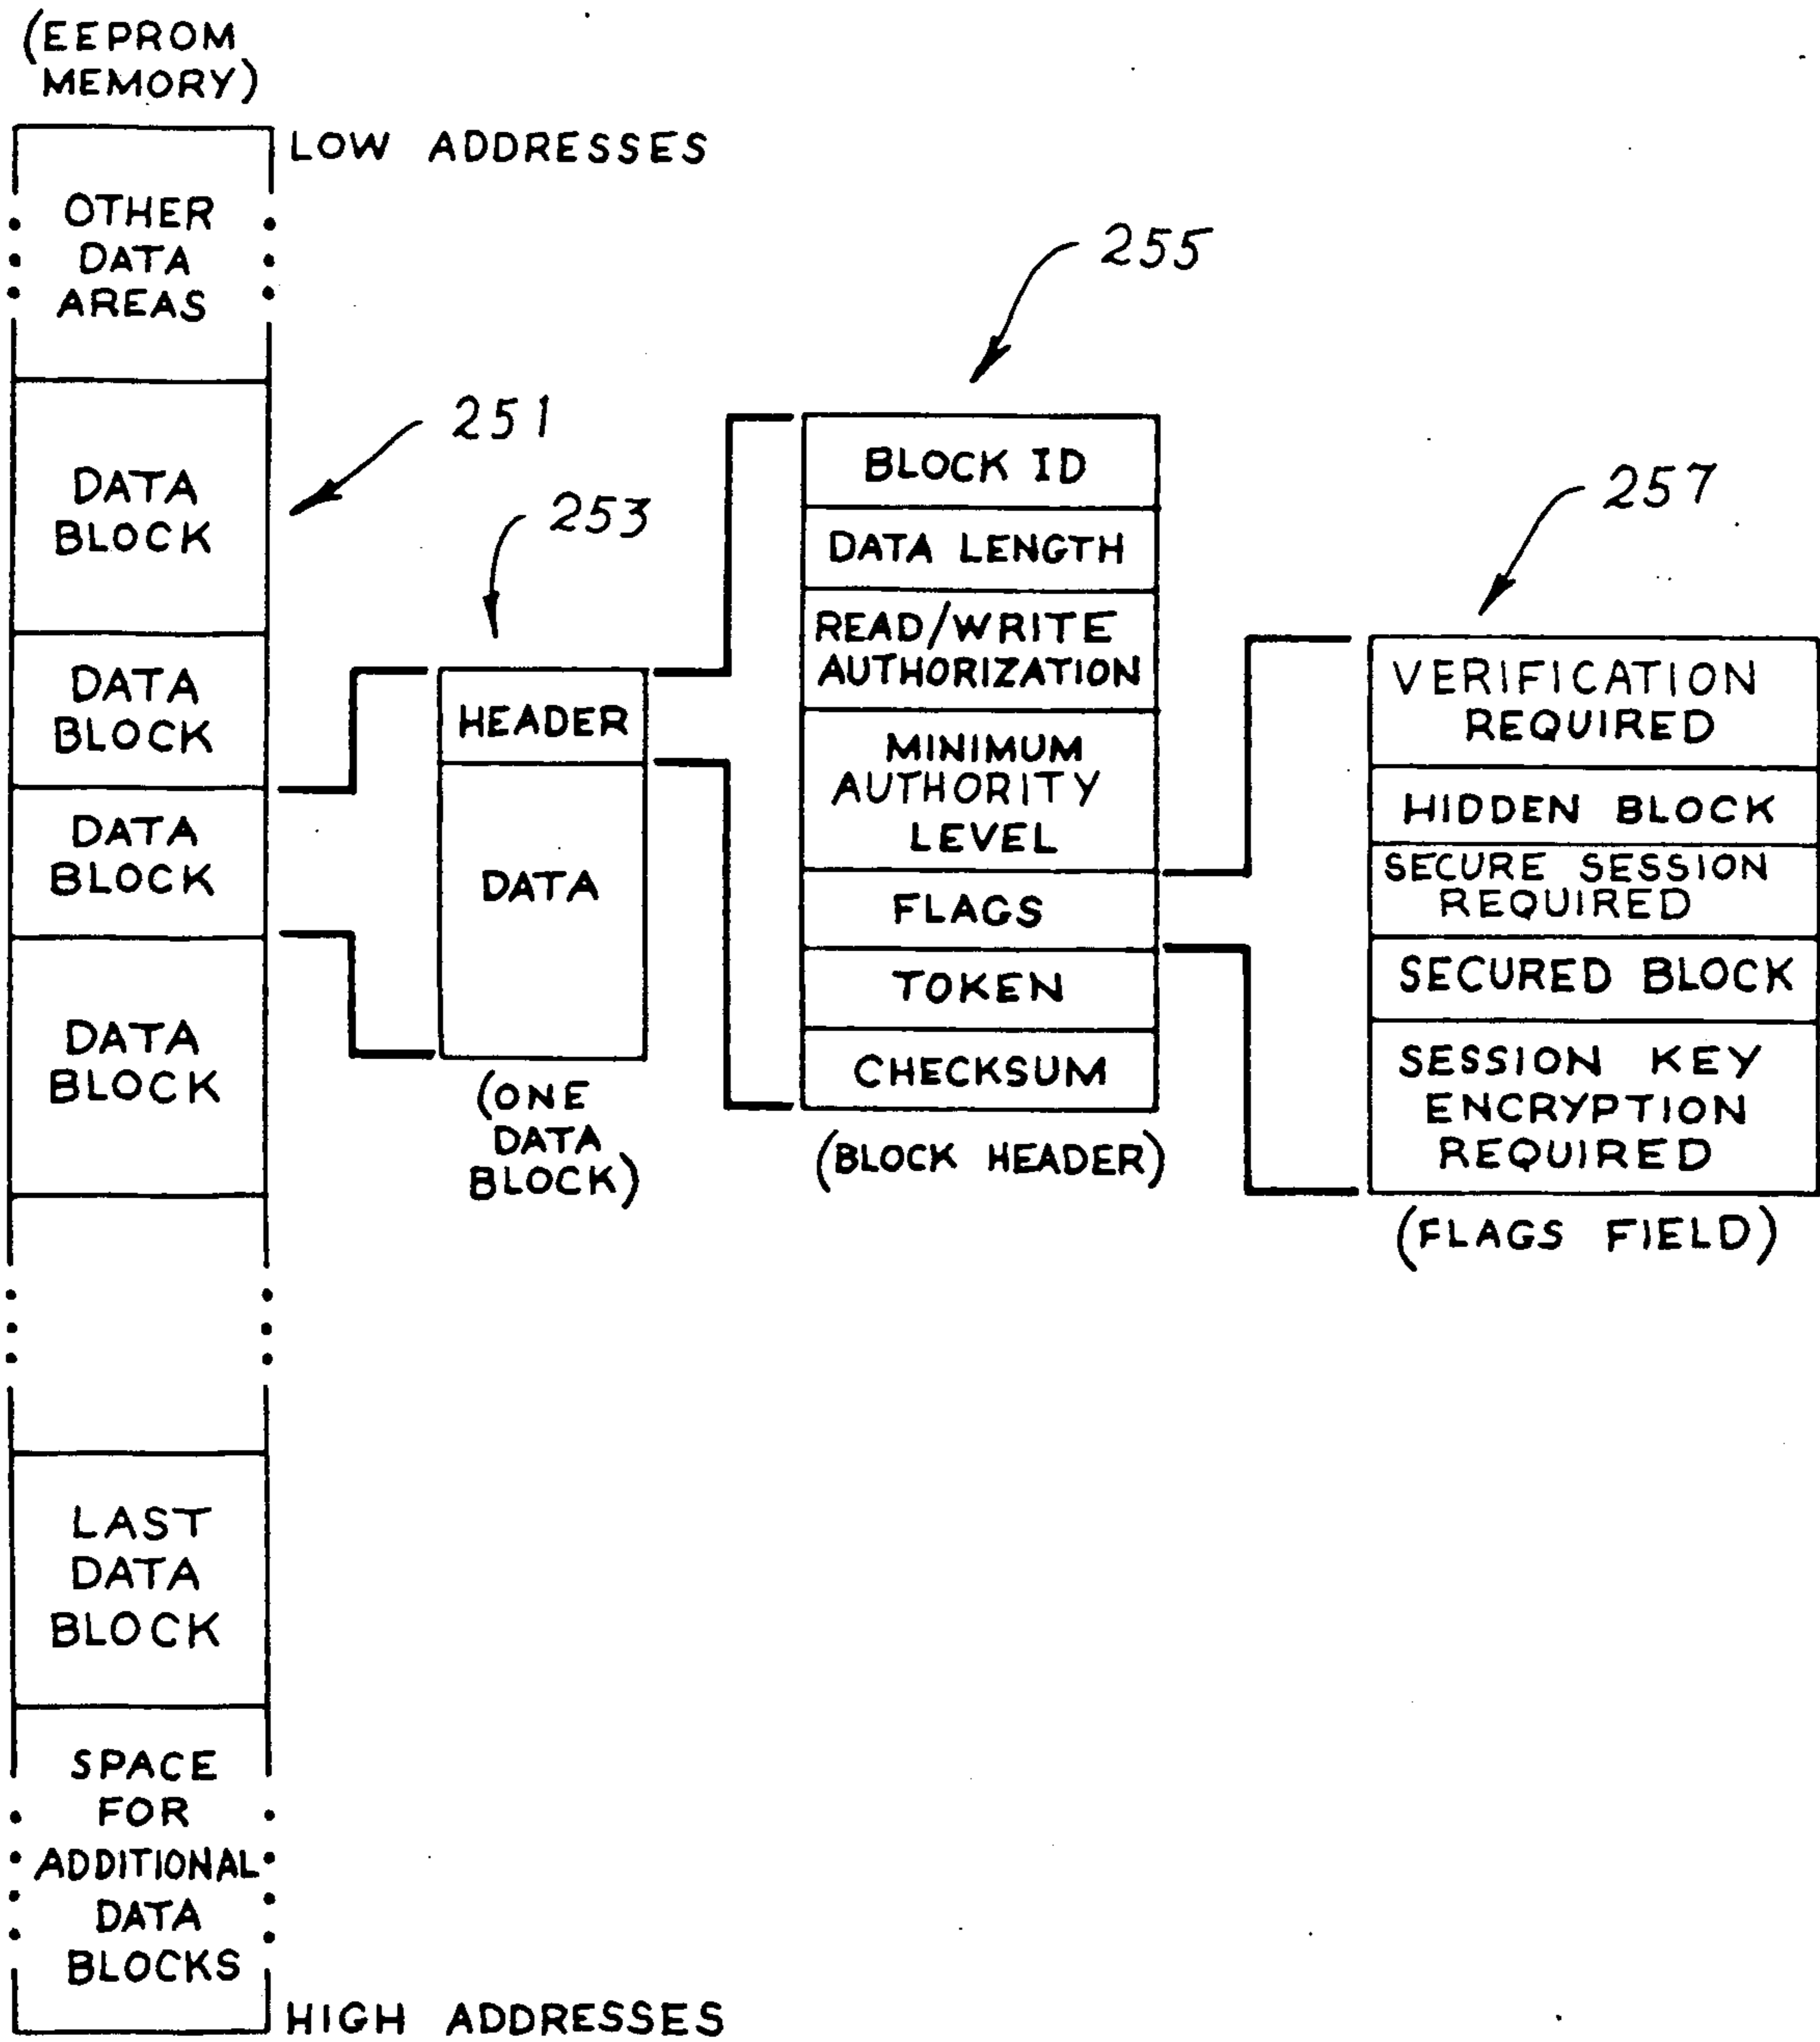 (EEPROM
MEMORY)
LOW ADDRESSES
OTHER
DATA
AREAS
DATA
BLOCK
DATA
BLOCK
DATA
BLOCK
DATA
BLOCK
LAST
DATA
BLOCK
SPACE
FOR
ADDITIONAL
DATA
BLOCKS
HIGH ADDRESSES
251
253
HEADER
DATA
(ONE
DATA
BLOCK)
255
BLOCK ID
DATA LENGTH
READ/WRITE
AUTHORIZATION
MINIMUM
AUTHORITY
LEVEL
FLAGS
TOKEN
CHECKSUM
(BLOCK HEADER)
257
VERIFICATION
REQUIRED
HIDDEN BLOCK
SECURE SESSION
REQUIRED
SECURED BLOCK
SESSION KEY
ENCRYPTION
REQUIRED
(FLAGS FIELD)